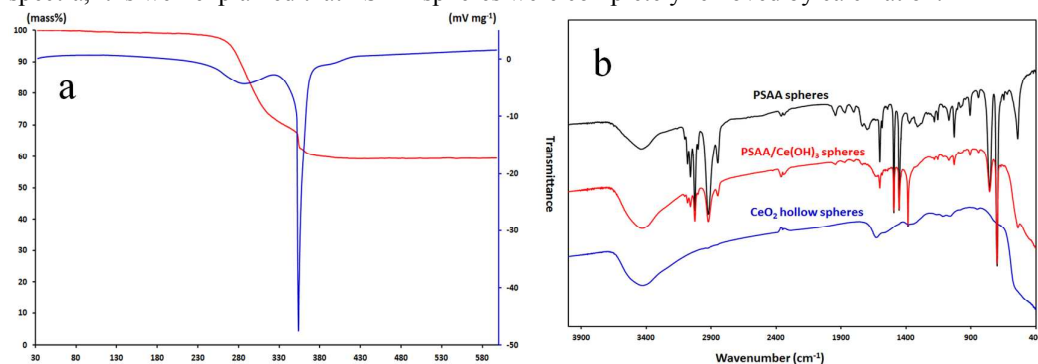 (mass%)
(mV mg⁻¹)
100
90
80
70
60
50
40
30
20
10
0
a
0
-10
-20
-30
-40
-50
30 80 130 180 230 280 330 380 430 480 530 580
b
PSAA spheres
PSAA/Ce(OH)₃ spheres
CeO₂ hollow spheres
Transmittance
3900 3400 2900 2400 1900 1400 900 40
Wavenumber (cm⁻¹)